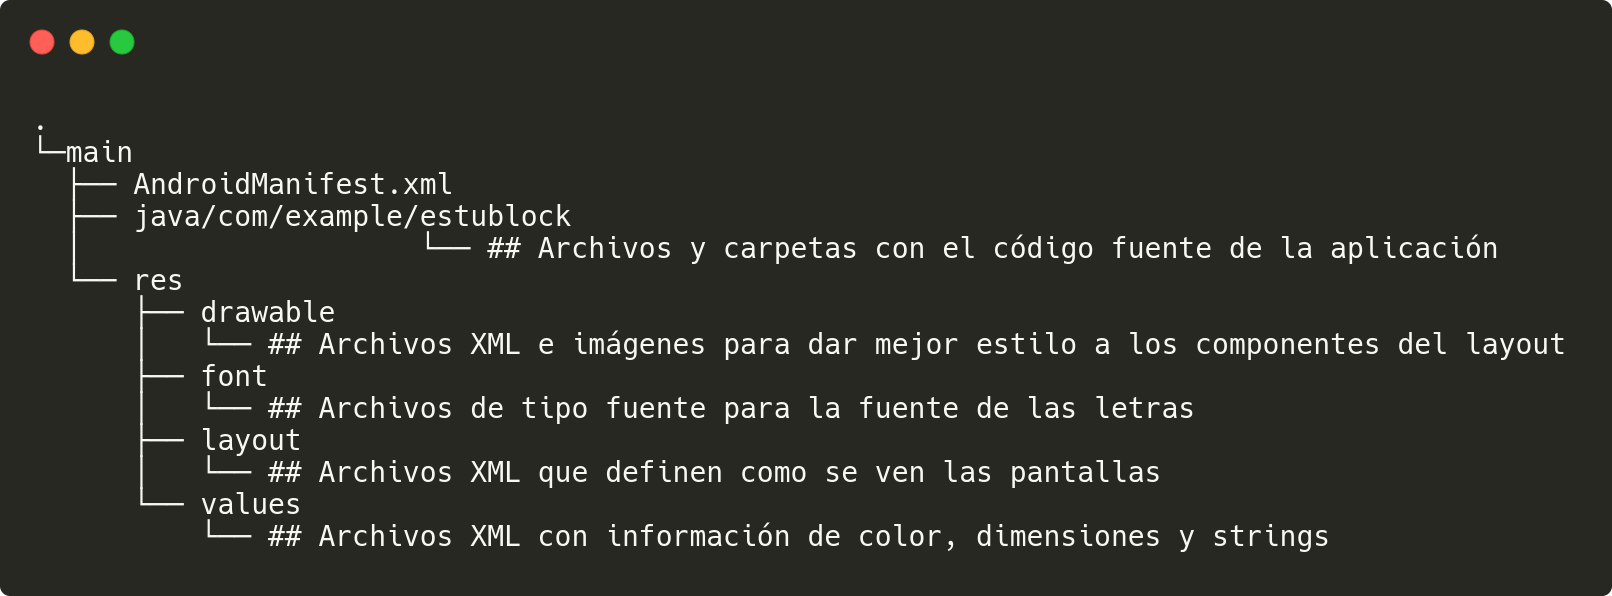 .
└─main
  ├── AndroidManifest.xml
  ├── java/com/example/estublock
  │                    └── ## Archivos y carpetas con el código fuente de la aplicación
  └── res
      ├── drawable
      │   └── ## Archivos XML e imágenes para dar mejor estilo a los componentes del layout
      ├── font
      │   └── ## Archivos de tipo fuente para la fuente de las letras
      ├── layout
      │   └── ## Archivos XML que definen como se ven las pantallas
      └── values
          └── ## Archivos XML con información de color, dimensiones y strings